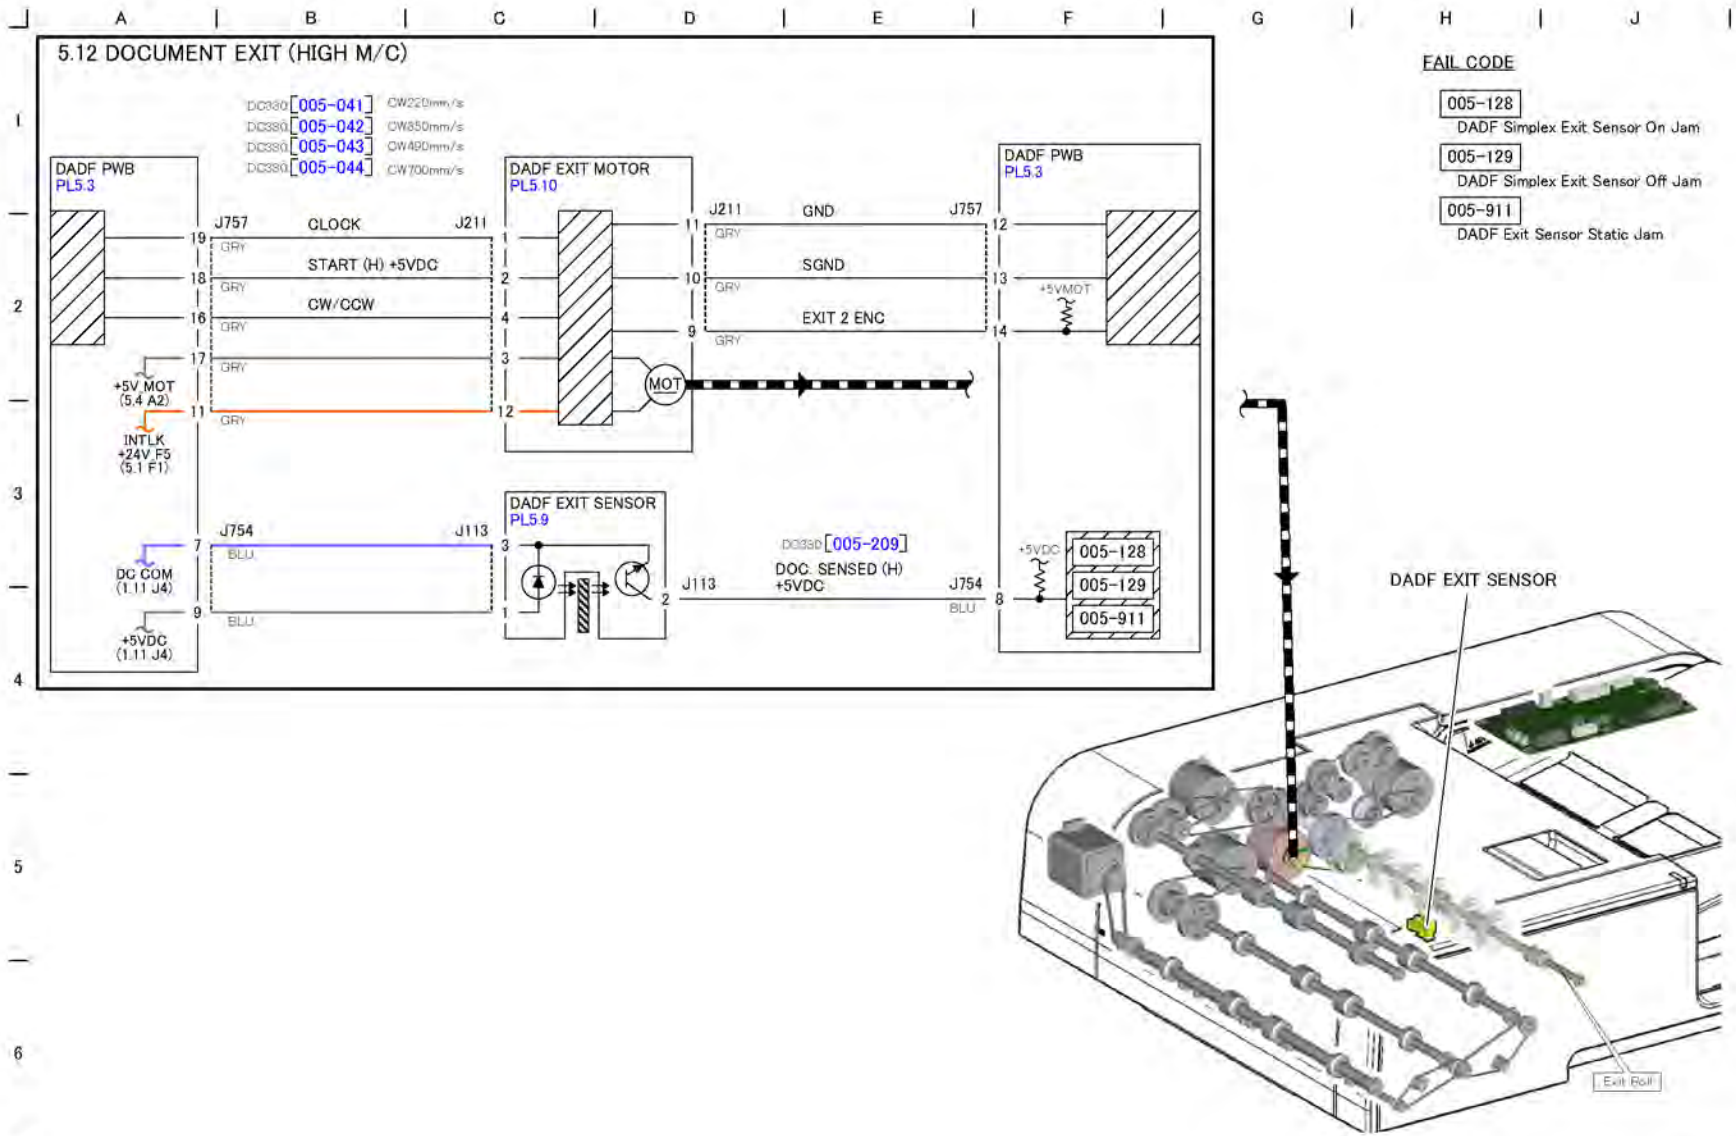 A B C D E F G H J
5.12 DOCUMENT EXIT (HIGH M/C)
DC330 [005-041] CW220mm/s
DC330 [005-042] CW350mm/s
DC330 [005-043] CW490mm/s
DC330 [005-044] CW700mm/s
FAIL CODE
005-128
DADF Simplex Exit Sensor On Jam
005-129
DADF Simplex Exit Sensor Off Jam
005-911
DADF Exit Sensor Static Jam
1
2
3
4
5
6
DADF PWB
PL5.3
J757 CLOCK J211
19 GRY 1
START (H) +5VDC
18 GRY 2
CW/CCW
16 GRY 4
17 GRY 3
+5V MOT
(5.4 A2)
11 GRY 12
INTLK
+24V F5
(5.1 F1)
DADF EXIT MOTOR
PL5.10
MOT
J211 GND J757
11 GRY 12
SGND
10 GRY 13
EXIT 2 ENC
9 GRY 14
DADF PWB
PL5.3
+5VMOT
J754 J113
7 BLU 3
DC COM
(1.11 J4)
9 BLU 1
+5VDC
(1.11 J4)
DADF EXIT SENSOR
PL5.9
DC330 [005-209]
DOC. SENSED (H)
J113 +5VDC J754
2 BLU 8
+5VDC
005-128
005-129
005-911
DADF EXIT SENSOR
Exit Roll